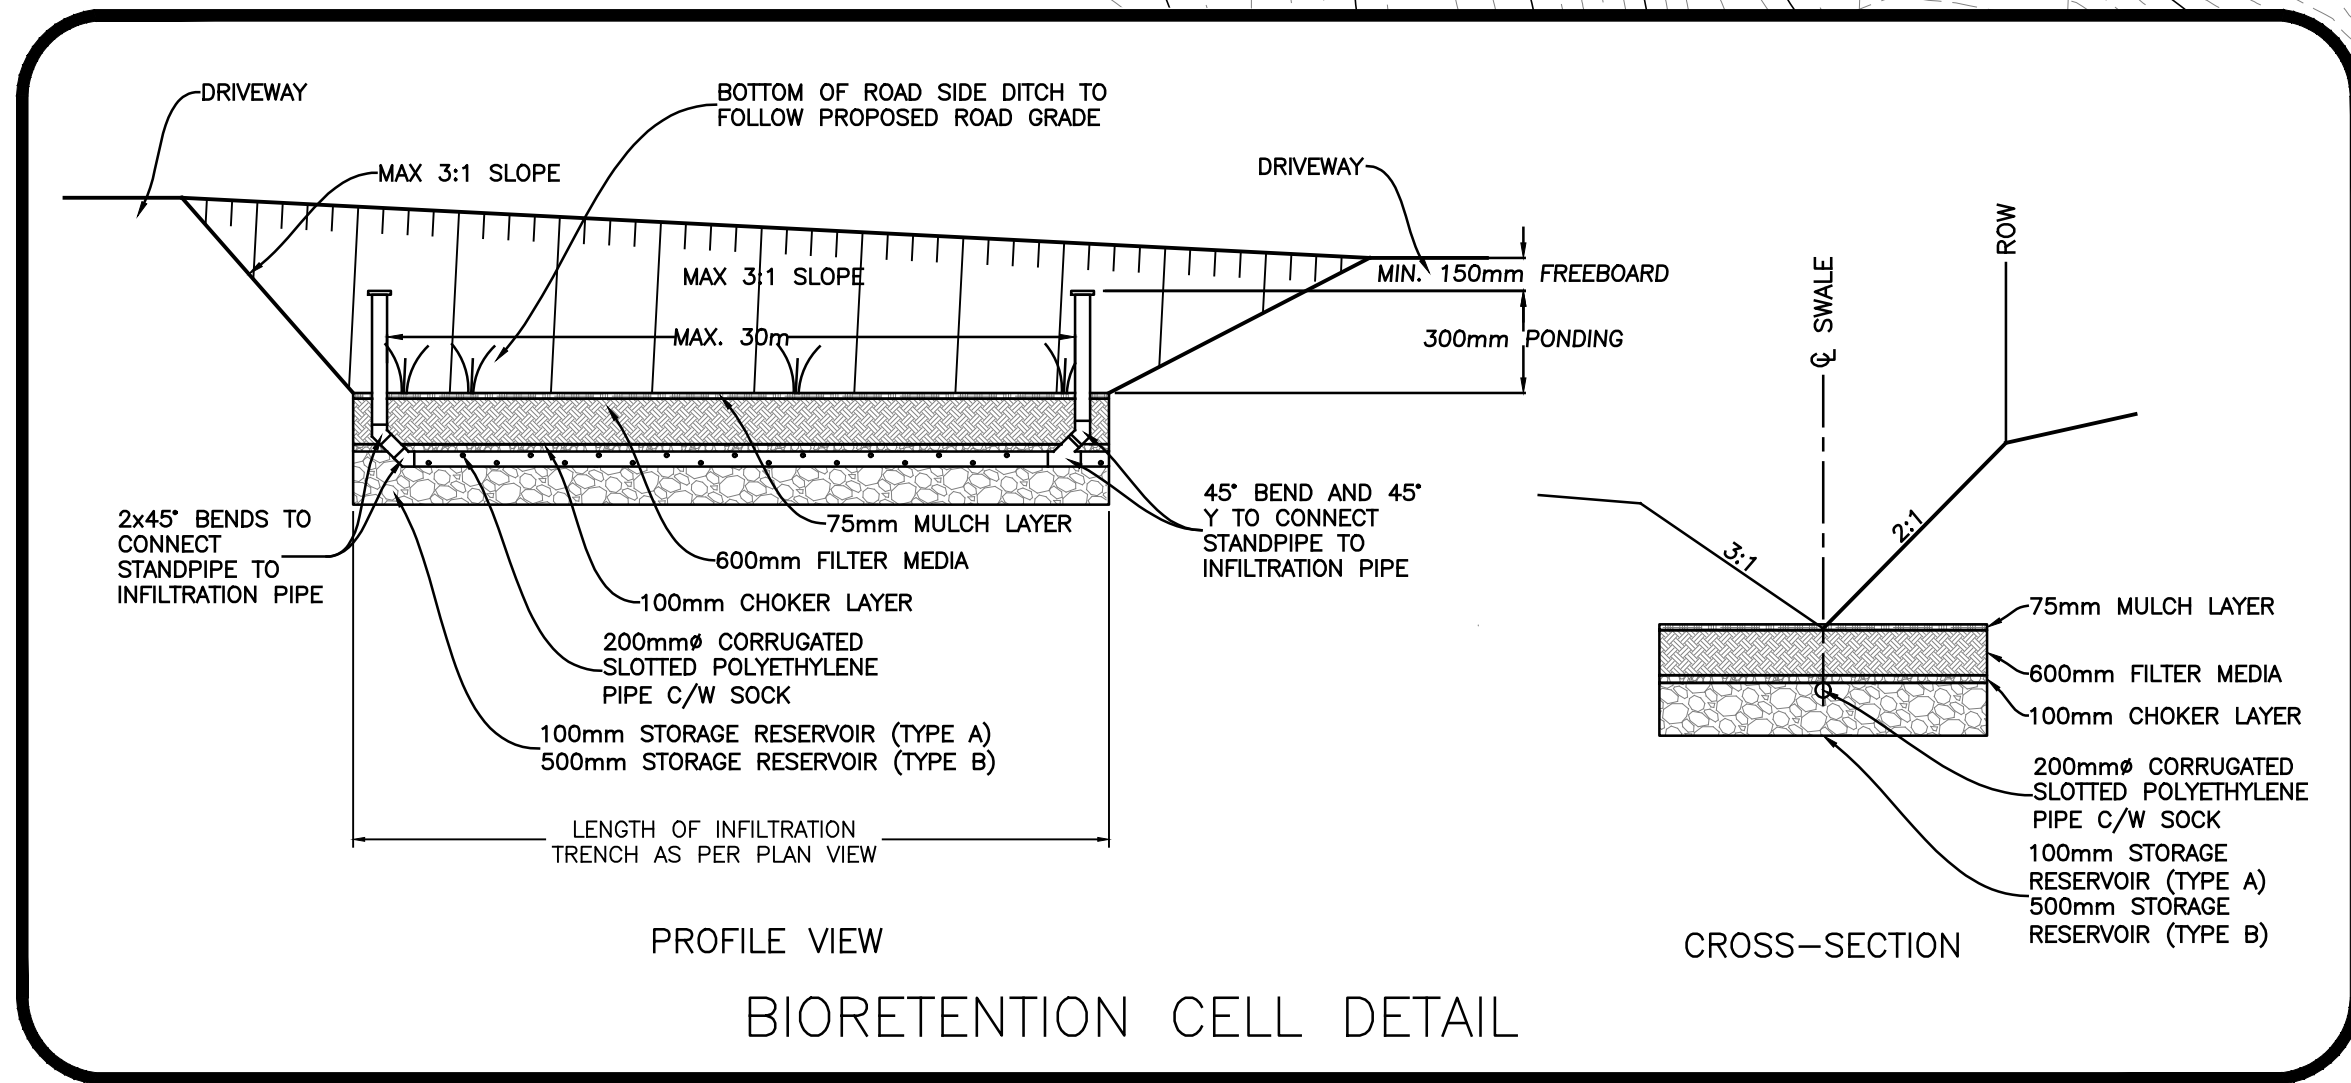 DRIVEWAY
BOTTOM OF ROAD SIDE DITCH TO
FOLLOW PROPOSED ROAD GRADE
MAX 3:1 SLOPE
DRIVEWAY
MAX 3:1 SLOPE
MIN. 150mm FREEBOARD
MAX. 30m
300mm PONDING
2x45° BENDS TO
CONNECT
STANDPIPE TO
INFILTRATION PIPE
75mm MULCH LAYER
600mm FILTER MEDIA
100mm CHOKER LAYER
200mmø CORRUGATED
SLOTTED POLYETHYLENE
PIPE C/W SOCK
100mm STORAGE RESERVOIR (TYPE A)
500mm STORAGE RESERVOIR (TYPE B)
45° BEND AND 45°
Y TO CONNECT
STANDPIPE TO
INFILTRATION PIPE
LENGTH OF INFILTRATION
TRENCH AS PER PLAN VIEW
PROFILE VIEW
℄ SWALE
ROW
3:1
2:1
75mm MULCH LAYER
600mm FILTER MEDIA
100mm CHOKER LAYER
200mmø CORRUGATED
SLOTTED POLYETHYLENE
PIPE C/W SOCK
100mm STORAGE
RESERVOIR (TYPE A)
500mm STORAGE
RESERVOIR (TYPE B)
CROSS-SECTION
BIORETENTION CELL DETAIL